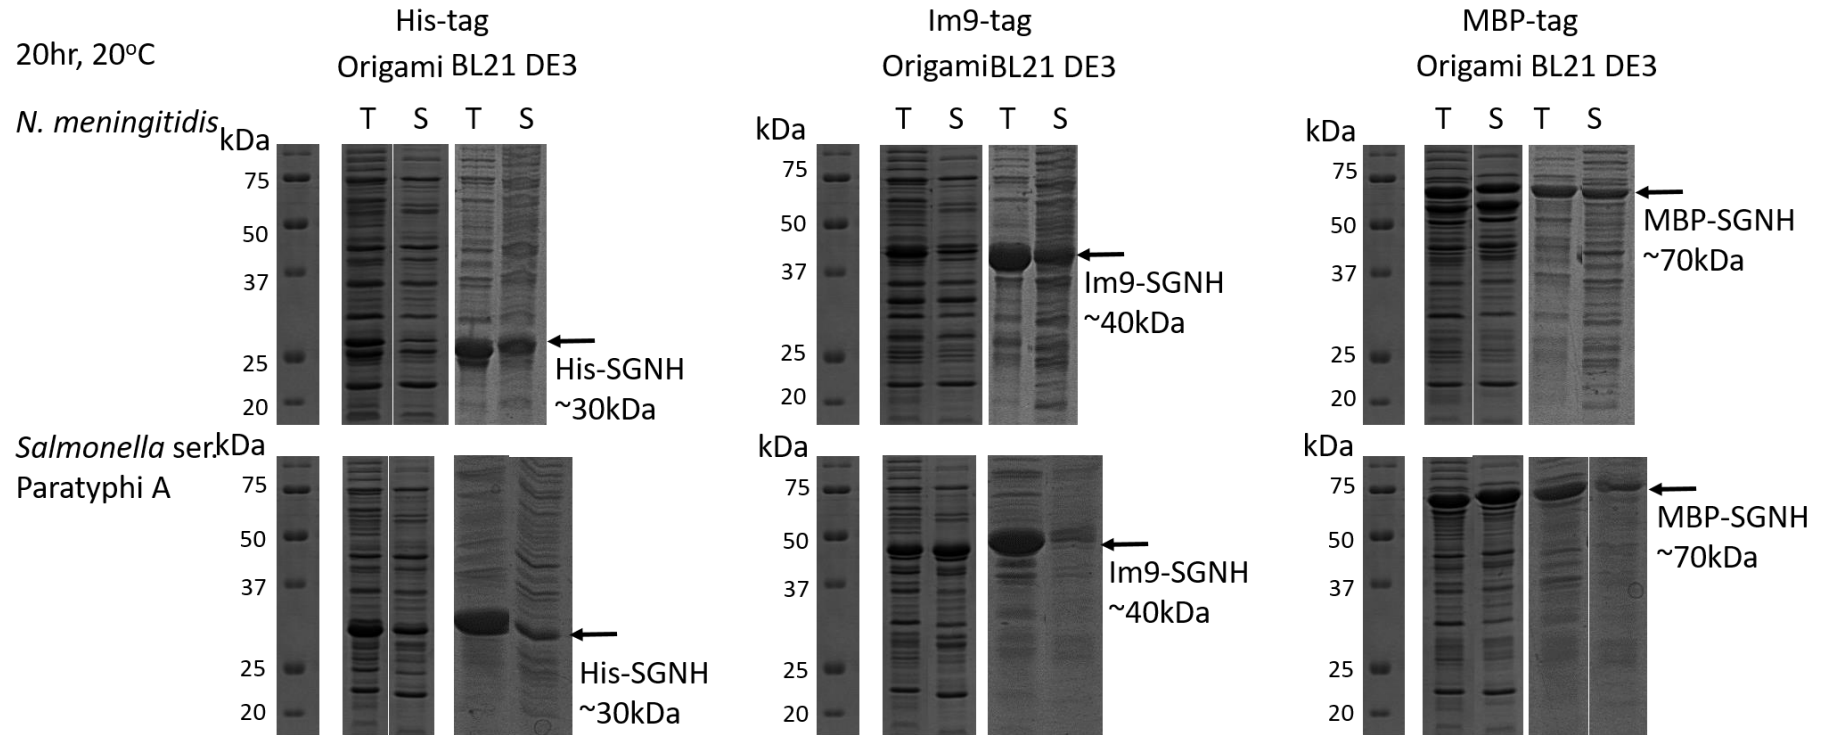 His-tag
Im9-tag
MBP-tag
20hr, 20°C
Origami BL21 DE3
Origami BL21 DE3
Origami BL21 DE3
N. meningitidis
T S T S
T S T S
T S T S
kDa
75
50
37
25
20
His-SGNH
~30kDa
kDa
75
50
37
25
20
Im9-SGNH
~40kDa
kDa
75
50
37
25
20
MBP-SGNH
~70kDa
Salmonella ser.
Paratyphi A
kDa
75
50
37
25
20
His-SGNH
~30kDa
kDa
75
50
37
25
20
Im9-SGNH
~40kDa
kDa
75
50
37
25
20
MBP-SGNH
~70kDa